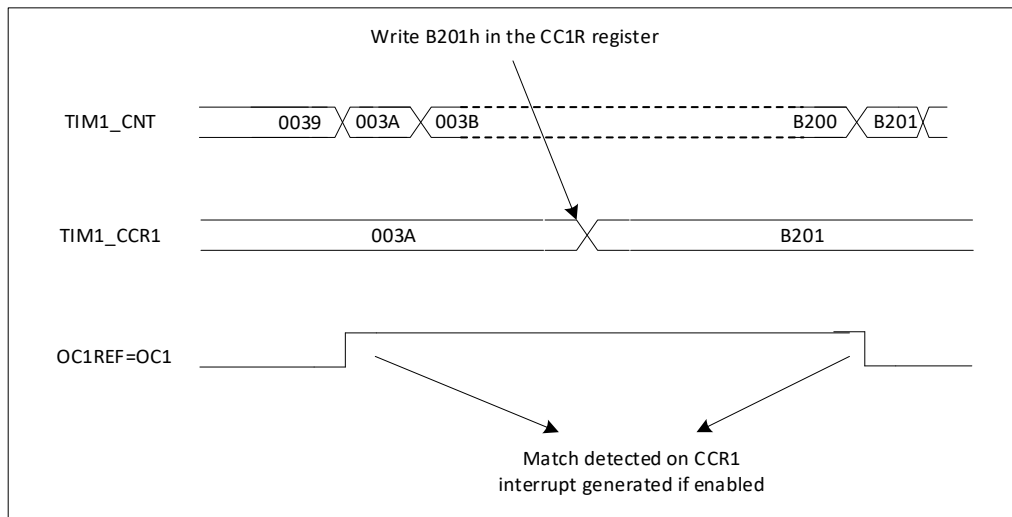 Write B201h in the CC1R register
TIM1_CNT 0039 003A 003B B200 B201
TIM1_CCR1 003A B201
OC1REF=OC1
Match detected on CCR1
interrupt generated if enabled